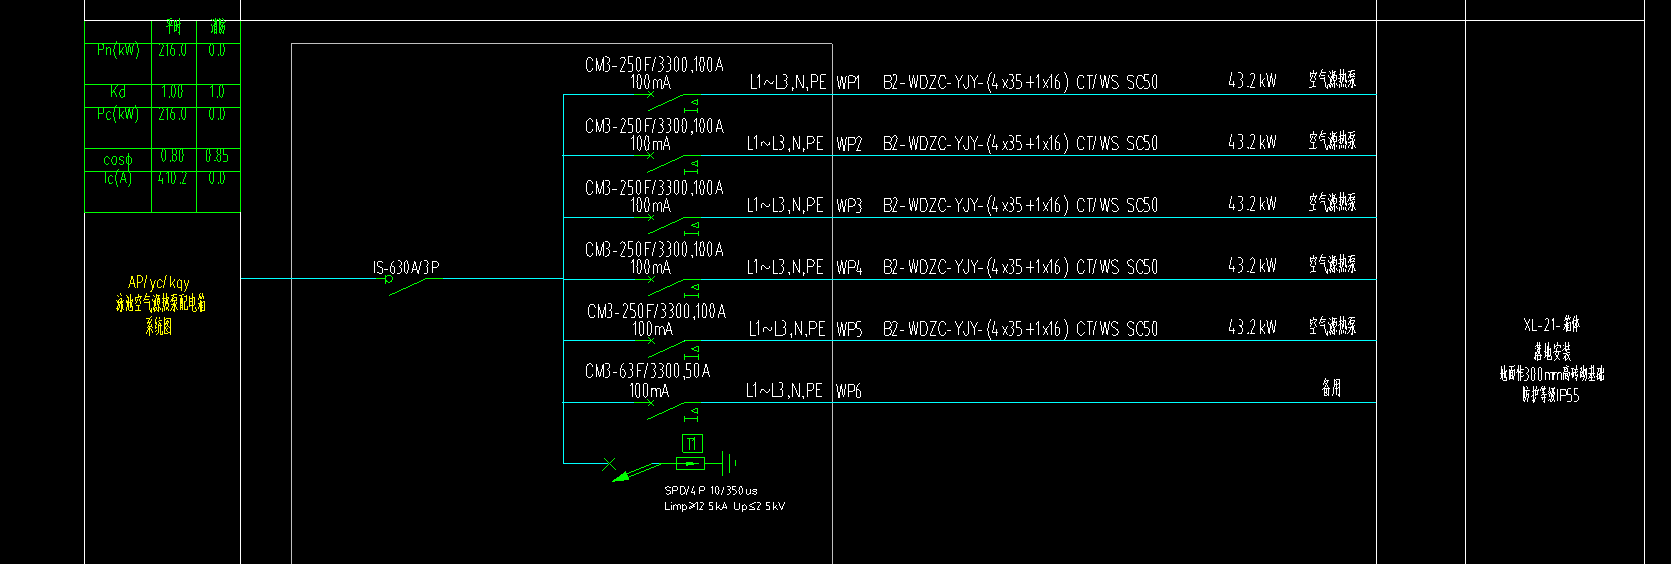 平时 消防
Pn(kW) 216.0 0.0
Kd 1.00 1.0
Pc(kW) 216.0 0.0
cosφ 0.80 0.85
Ic(A) 410.2 0.0
AP/yc/kqy
泳池空气源热泵配电箱
系统图
IS-630A/3P
CM3-250F/3300,100A
100mA L1~L3,N,PE WP1 B2-WDZC-YJY-(4x35+1x16) CT/WS SC50 43.2kW 空气源热泵
CM3-250F/3300,100A
100mA L1~L3,N,PE WP2 B2-WDZC-YJY-(4x35+1x16) CT/WS SC50 43.2kW 空气源热泵
CM3-250F/3300,100A
100mA L1~L3,N,PE WP3 B2-WDZC-YJY-(4x35+1x16) CT/WS SC50 43.2kW 空气源热泵
CM3-250F/3300,100A
100mA L1~L3,N,PE WP4 B2-WDZC-YJY-(4x35+1x16) CT/WS SC50 43.2kW 空气源热泵
CM3-250F/3300,100A
100mA L1~L3,N,PE WP5 B2-WDZC-YJY-(4x35+1x16) CT/WS SC50 43.2kW 空气源热泵
CM3-63F/3300,50A
100mA L1~L3,N,PE WP6 备用
T1
SPD/4P 10/350us
Limp≥12.5kA Up≤2.5kV
XL-21-箱体
落地安装
地面作300mm高砖砌基础
防护等级IP55